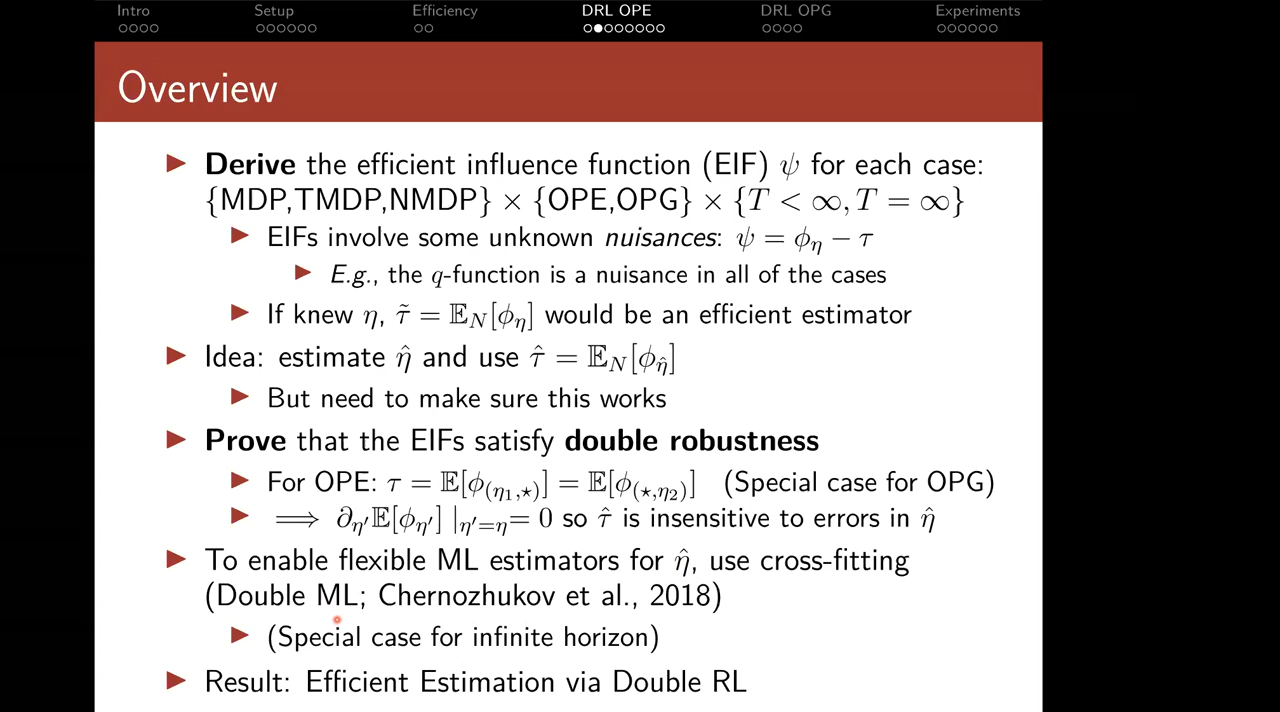 Intro Setup Efficiency DRL OPE DRL OPG Experiments
Overview
Derive the efficient influence function (EIF) ψ for each case:
{MDP,TMDP,NMDP} × {OPE,OPG} × {T < ∞, T = ∞}
EIFs involve some unknown nuisances: ψ = ϕ_η − τ
E.g., the q-function is a nuisance in all of the cases
If knew η, τ̃ = 𝔼_N[ϕ_η] would be an efficient estimator
Idea: estimate η̂ and use τ̂ = 𝔼_N[ϕ_η̂]
But need to make sure this works
Prove that the EIFs satisfy double robustness
For OPE: τ = 𝔼[ϕ_(η₁,⋆)] = 𝔼[ϕ_(⋆,η₂)] (Special case for OPG)
⟹ ∂_η′𝔼[ϕ_η′] |_η′=η = 0 so τ̂ is insensitive to errors in η̂
To enable flexible ML estimators for η̂, use cross-fitting
(Double ML; Chernozhukov et al., 2018)
(Special case for infinite horizon)
Result: Efficient Estimation via Double RL